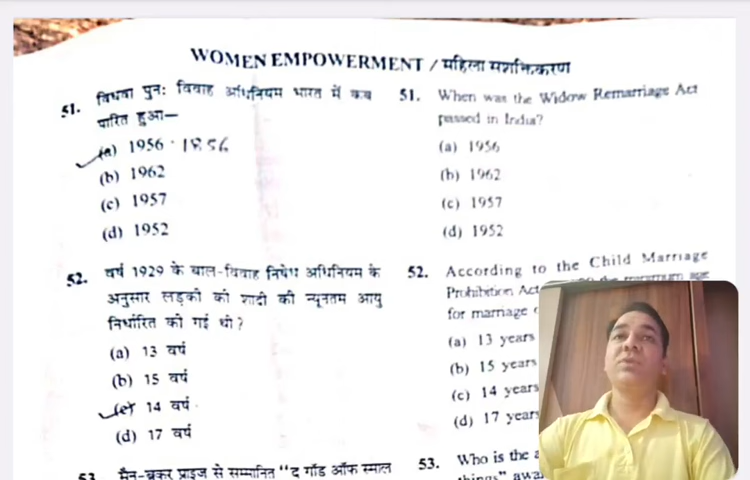 WOMEN EMPOWERMENT / महिला सशक्तिकरण
51. विधवा पुनः विवाह अधिनियम भारत में कब
पारित हुआ—
(a) 1956 · 1856
(b) 1962
(c) 1957
(d) 1952
52. वर्ष 1929 के बाल-विवाह निषेध अधिनियम के
अनुसार लड़की की शादी की न्यूनतम आयु
निर्धारित की गई थी?
(a) 13 वर्ष
(b) 15 वर्ष
(c) 14 वर्ष
(d) 17 वर्ष
53 मैन-बुकर प्राइज से सम्मानित "द गॉड ऑफ स्माल
51. When was the Widow Remarriage Act
passed in India?
(a) 1956
(b) 1962
(c) 1957
(d) 1952
52. According to the Child Marriage
Prohibition Act
for marriage
(a) 13 years
(b) 15 years
(c) 14 years
(d) 17 years
53. Who is the
things"